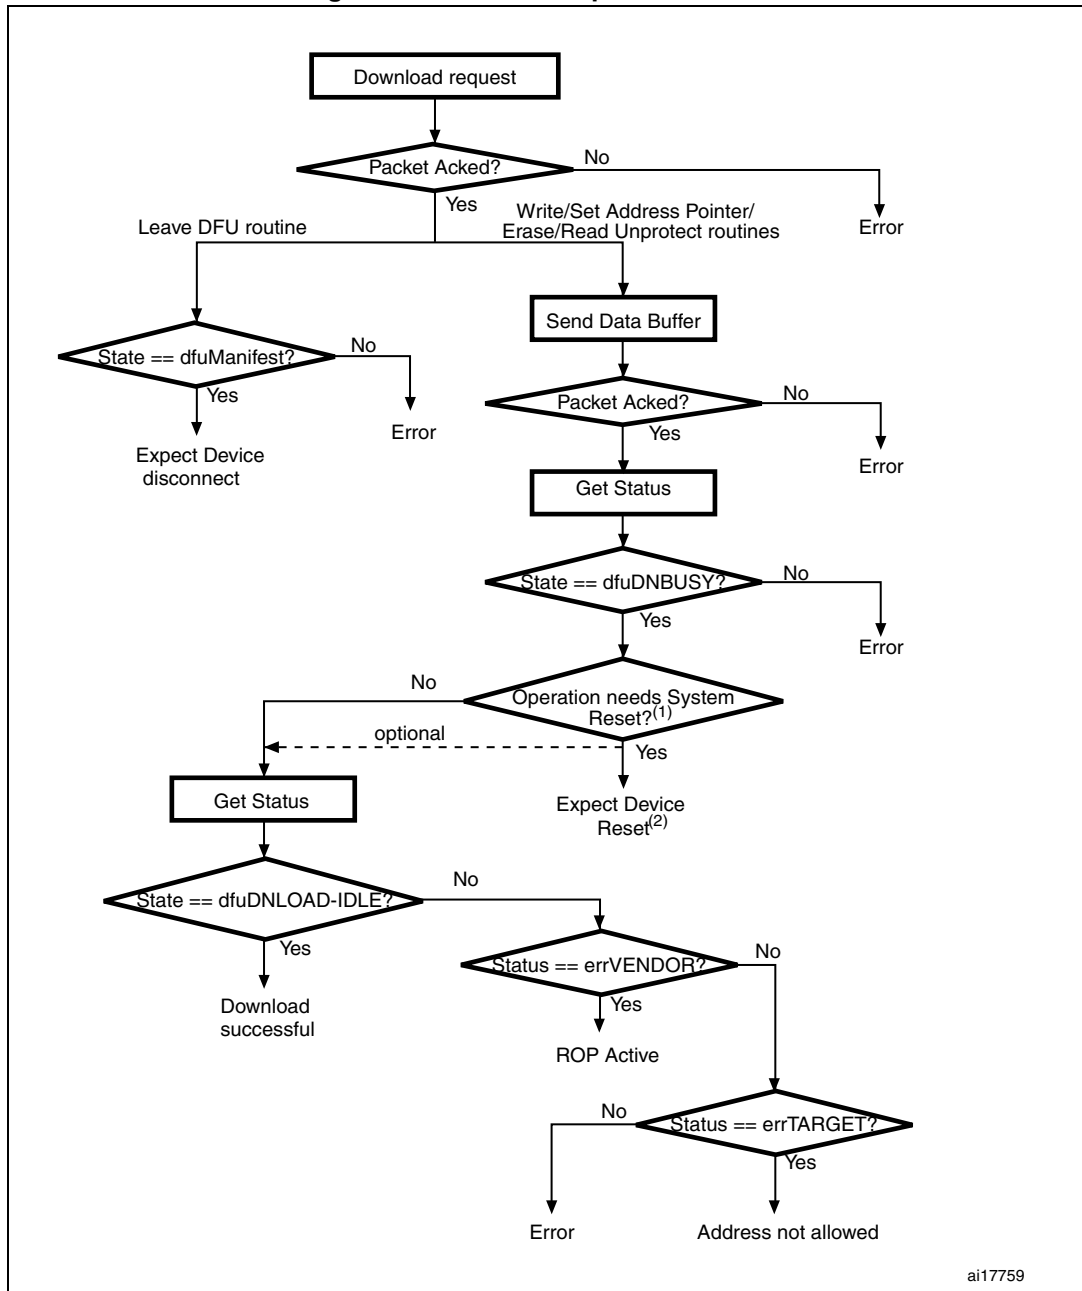 Download request
Packet Acked?
No
Yes
Error
Leave DFU routine
Write/Set Address Pointer/
Erase/Read Unprotect routines
Send Data Buffer
State == dfuManifest?
No
Yes
Error
Expect Device
disconnect
Packet Acked?
No
Yes
Error
Get Status
State == dfuDNBUSY?
No
Yes
Error
Operation needs System
Reset?(1)
No
optional
Yes
Expect Device
Reset(2)
Get Status
State == dfuDNLOAD-IDLE?
No
Yes
Download
successful
Status == errVENDOR?
No
Yes
ROP Active
Status == errTARGET?
No
Yes
Error
Address not allowed
ai17759